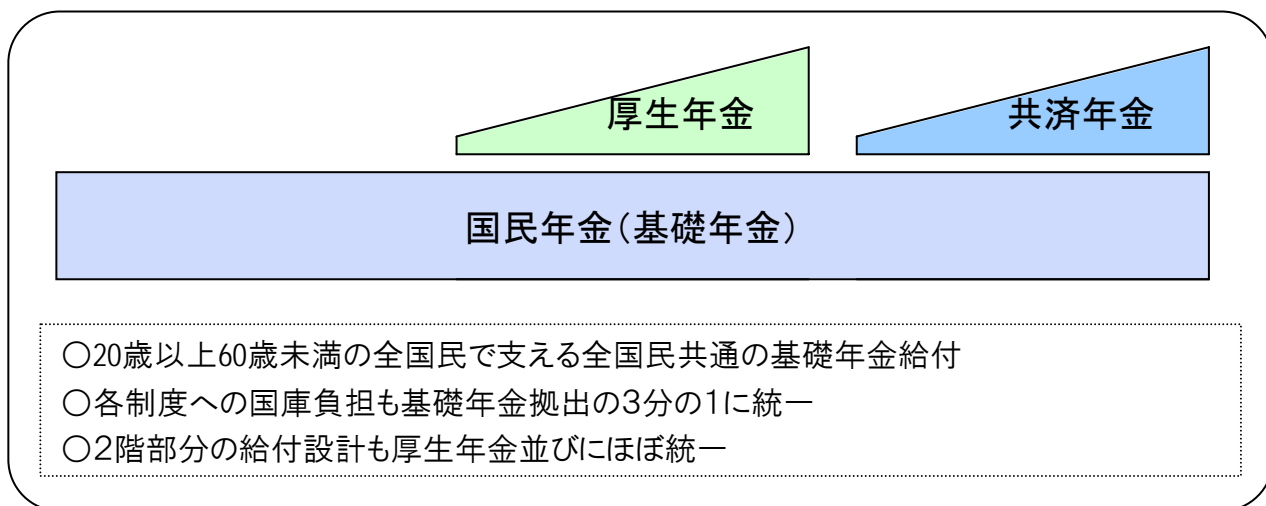 厚生年金
共済年金
国民年金(基礎年金)
○20歳以上60歳未満の全国民で支える全国民共通の基礎年金給付
○各制度への国庫負担も基礎年金拠出の3分の1に統一
○2階部分の給付設計も厚生年金並びにほぼ統一